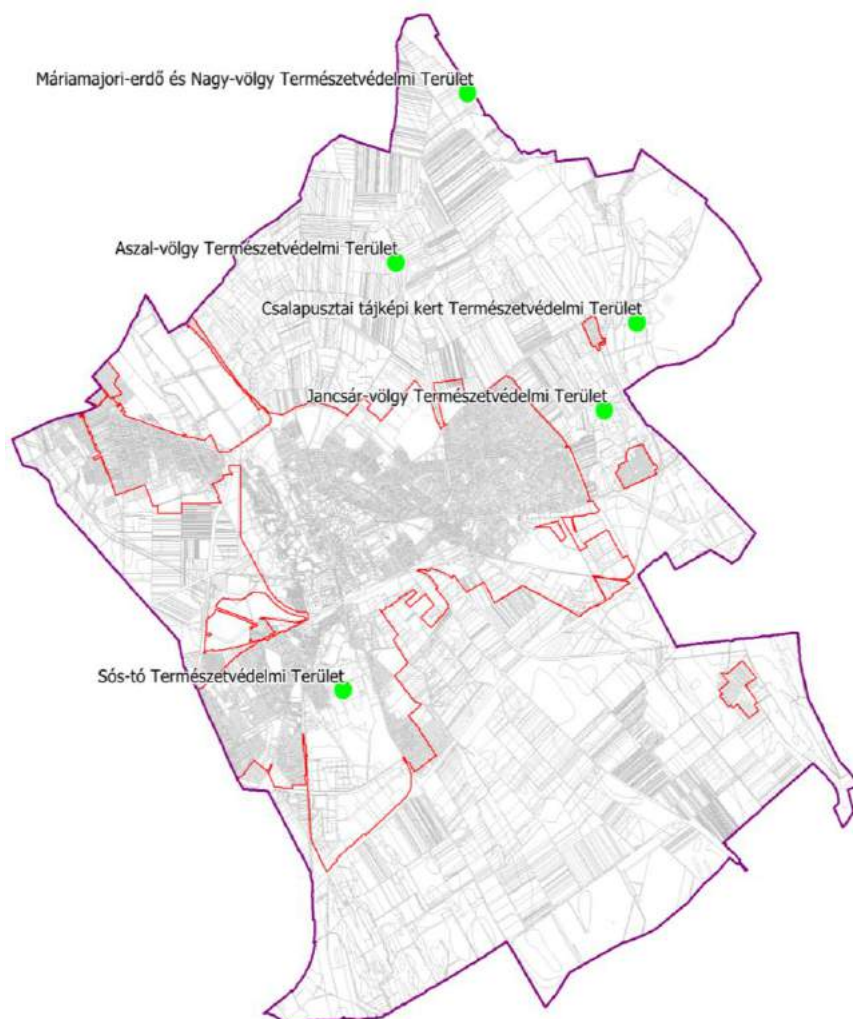 Máriamajori-erdő és Nagy-völgy Természetvédelmi Terület
Aszal-völgy Természetvédelmi Terület
Csalapusztai tájképi kert Természetvédelmi Terület
Jancsár-völgy Természetvédelmi Terület
Sós-tó Természetvédelmi Terület